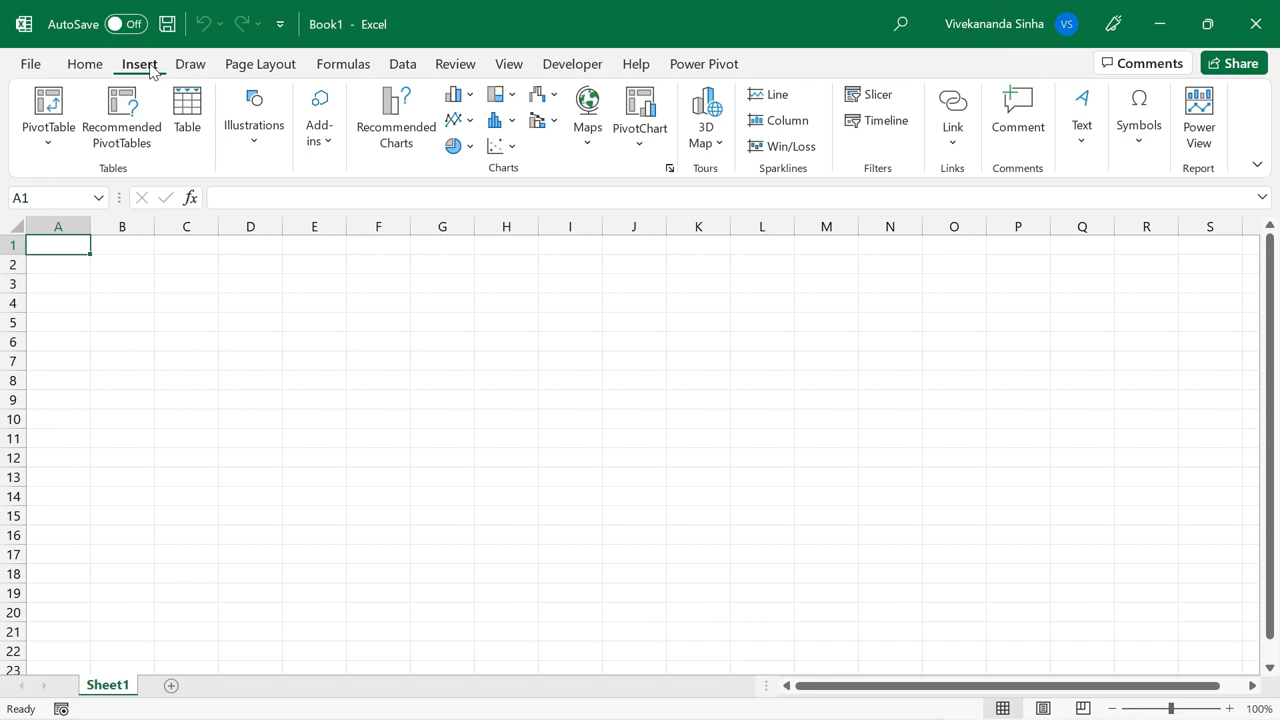 AutoSave Off Book1 - Excel Vivekananda Sinha VS
File Home Insert Draw Page Layout Formulas Data Review View Developer Help Power Pivot Comments Share
PivotTable Recommended PivotTables Table Illustrations Add-ins Recommended Charts Maps PivotChart 3D Map Line Column Win/Loss Slicer Timeline Link Comment Text Symbols Power View
Tables Charts Tours Sparklines Filters Links Comments Report
A1 fx
A B C D E F G H I J K L M N O P Q R S
1
2
3
4
5
6
7
8
9
10
11
12
13
14
15
16
17
18
19
20
21
22
23
Sheet1
Ready 100%